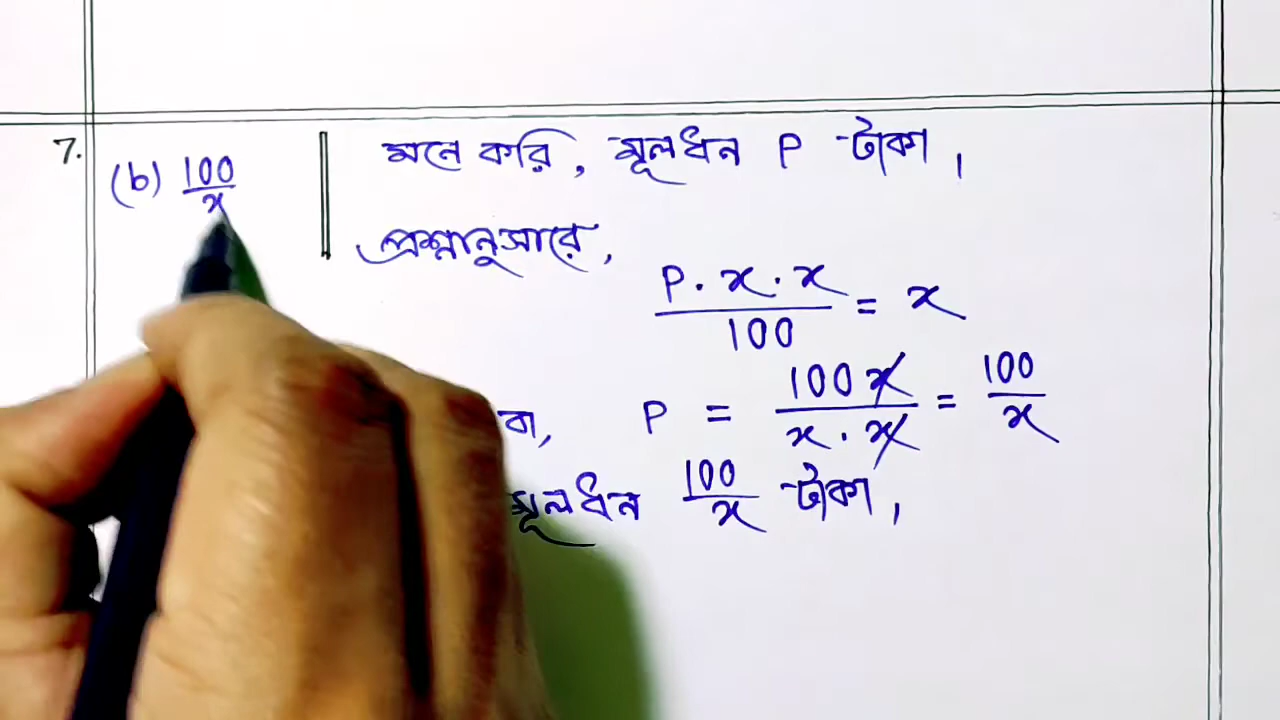 7.
(b) 100/x
মনে করি, মূলধন P টাকা,
প্রশ্নানুসারে,
P . x . x / 100 = x
বা, P = 100x / x . x = 100/x
মূলধন 100/x টাকা,